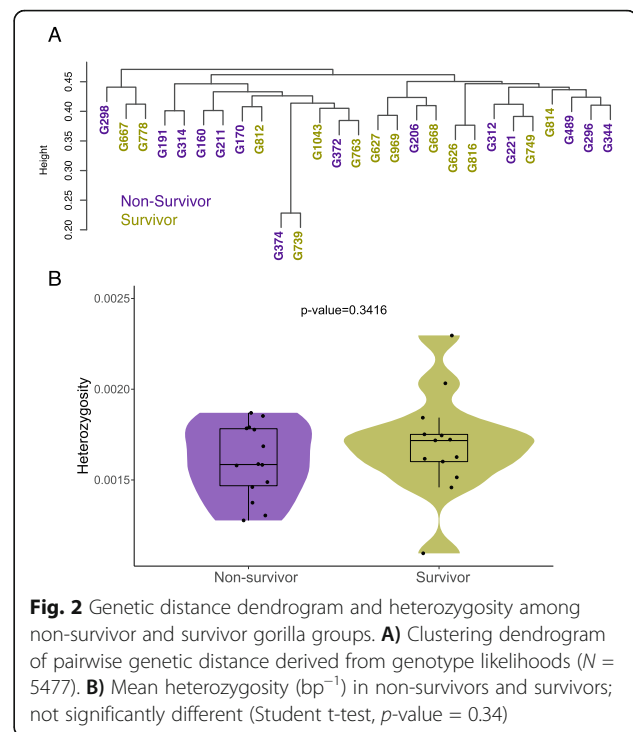 A
Height
0.45
0.40
0.35
0.30
0.25
0.20
G298
G667
G778
G191
G314
G160
G211
G170
G812
G374
G739
G1043
G372
G763
G627
G969
G206
G668
G626
G816
G312
G221
G749
G814
G489
G296
G344
Non-Survivor
Survivor
B
Heterozygosity
0.0025
0.0020
0.0015
p-value=0.3416
Non-survivor
Survivor
Fig. 2 Genetic distance dendrogram and heterozygosity among
non-survivor and survivor gorilla groups. A) Clustering dendrogram
of pairwise genetic distance derived from genotype likelihoods (N =
5477). B) Mean heterozygosity (bp⁻¹) in non-survivors and survivors;
not significantly different (Student t-test, p-value = 0.34)